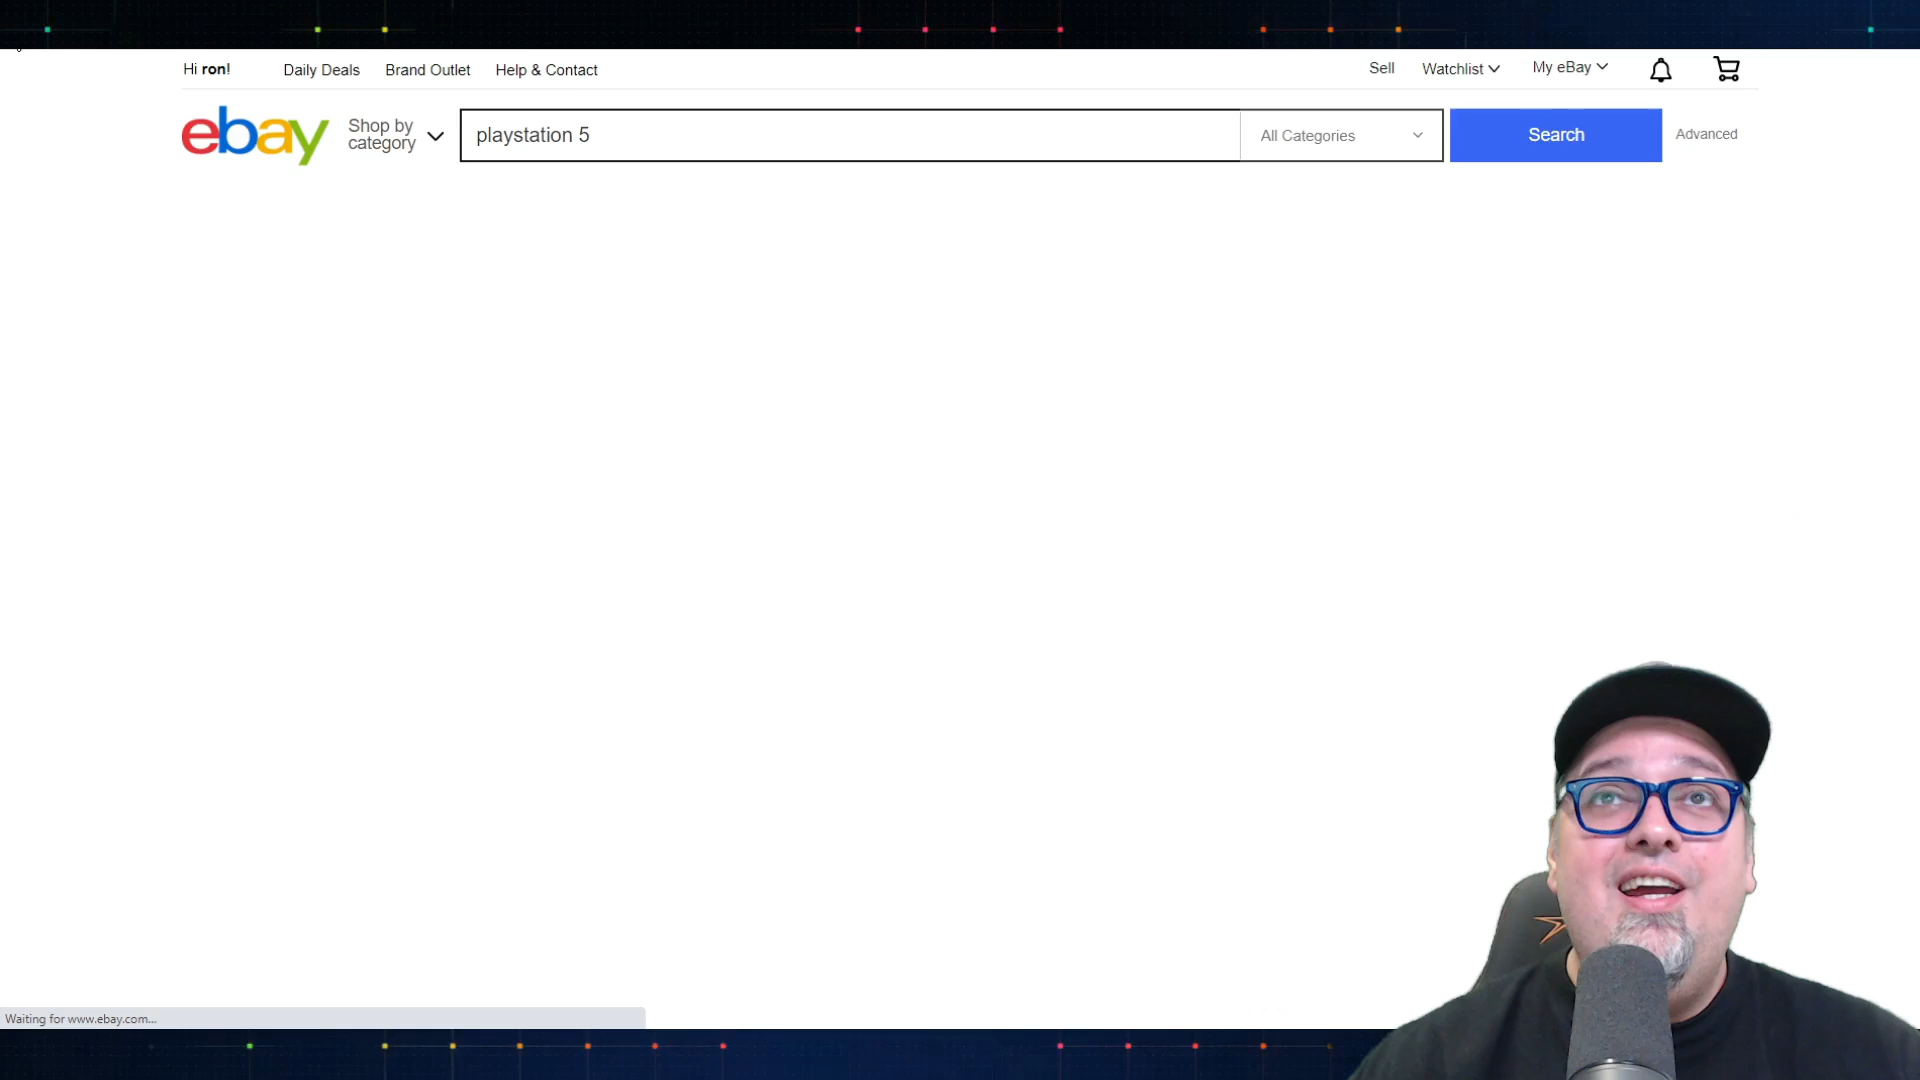 Hi ron!
Daily Deals
Brand Outlet
Help & Contact
Sell
Watchlist
My eBay
ebay
Shop by
category
playstation 5
All Categories
Search
Advanced
Waiting for www.ebay.com...